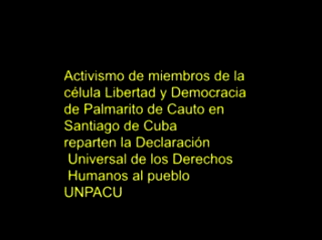 Activismo de miembros de la
célula Libertad y Democracia
de Palmarito de Cauto en
Santiago de Cuba
reparten la Declaración
Universal de los Derechos
Humanos al pueblo
UNPACU